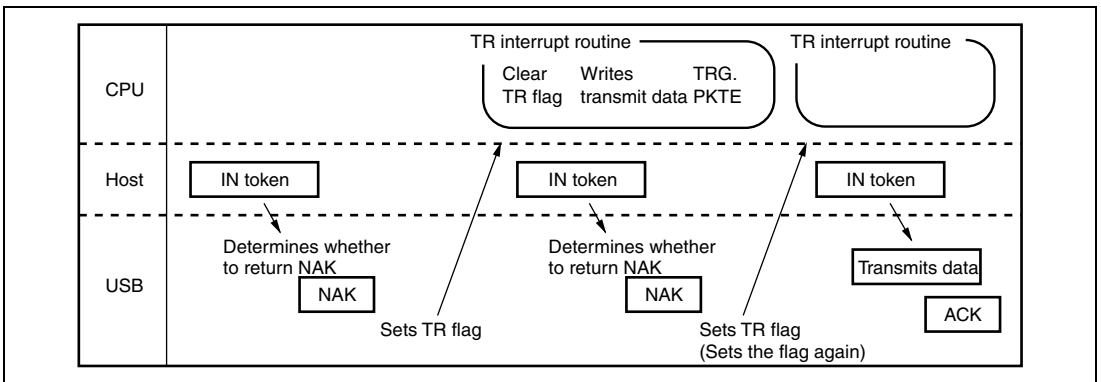 CPU
TR interrupt routine
Clear Writes TRG.
TR flag transmit data PKTE
TR interrupt routine
Host
IN token
IN token
IN token
USB
Determines whether
to return NAK
NAK
Sets TR flag
Determines whether
to return NAK
NAK
Sets TR flag
(Sets the flag again)
Transmits data
ACK